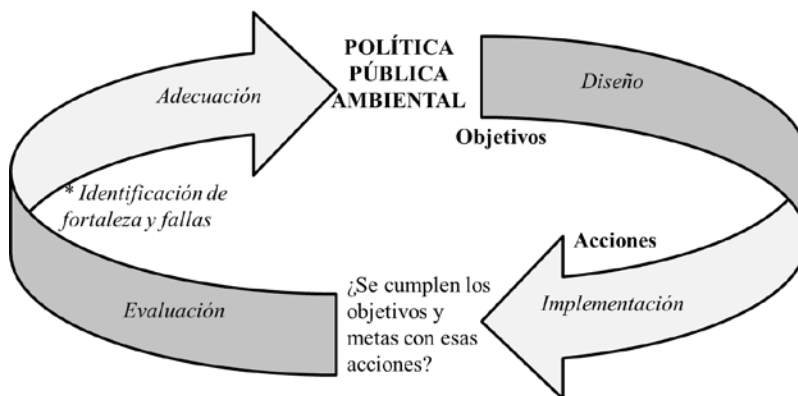 POLÍTICA
PÚBLICA
AMBIENTAL
Diseño
Objetivos
Acciones
Implementación
¿Se cumplen los
objetivos y
metas con esas
acciones?
Evaluación
* Identificación de
fortaleza y fallas
Adecuación